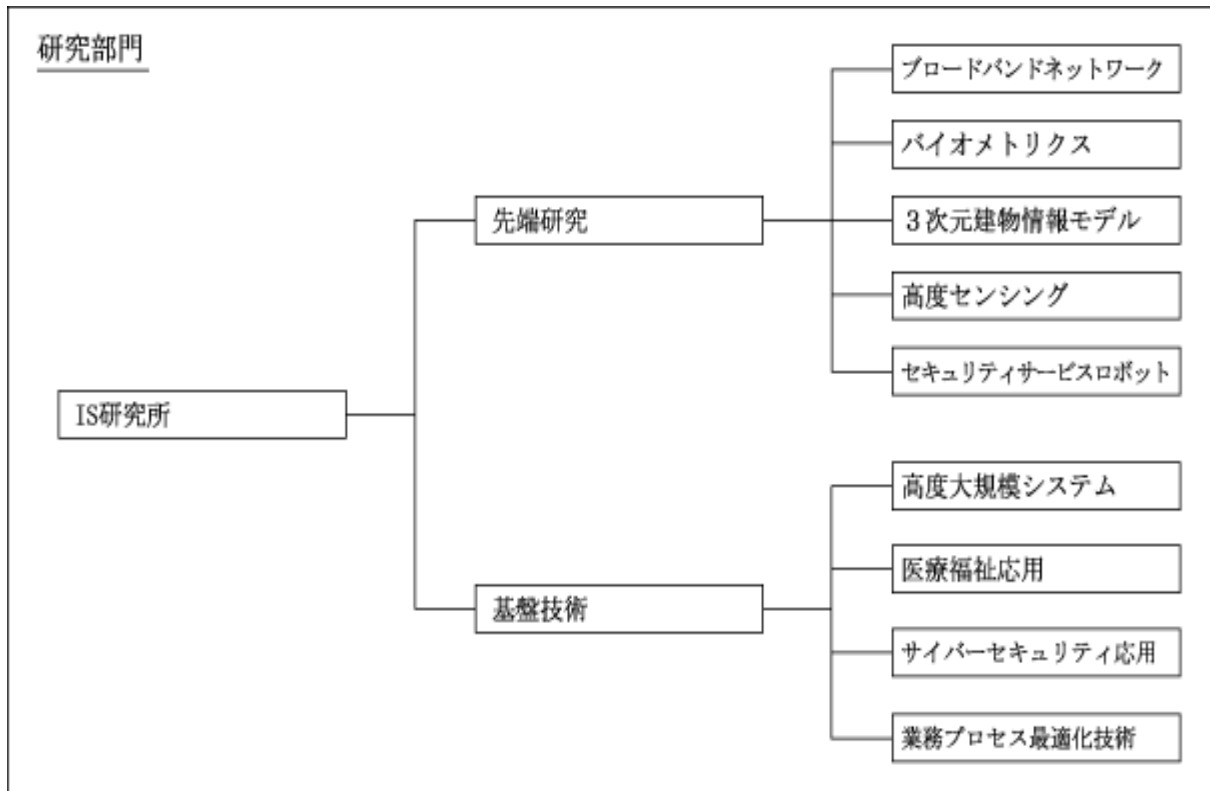 研究部門
IS研究所
先端研究
ブロードバンドネットワーク
バイオメトリクス
３次元建物情報モデル
高度センシング
セキュリティサービスロボット
基盤技術
高度大規模システム
医療福祉応用
サイバーセキュリティ応用
業務プロセス最適化技術